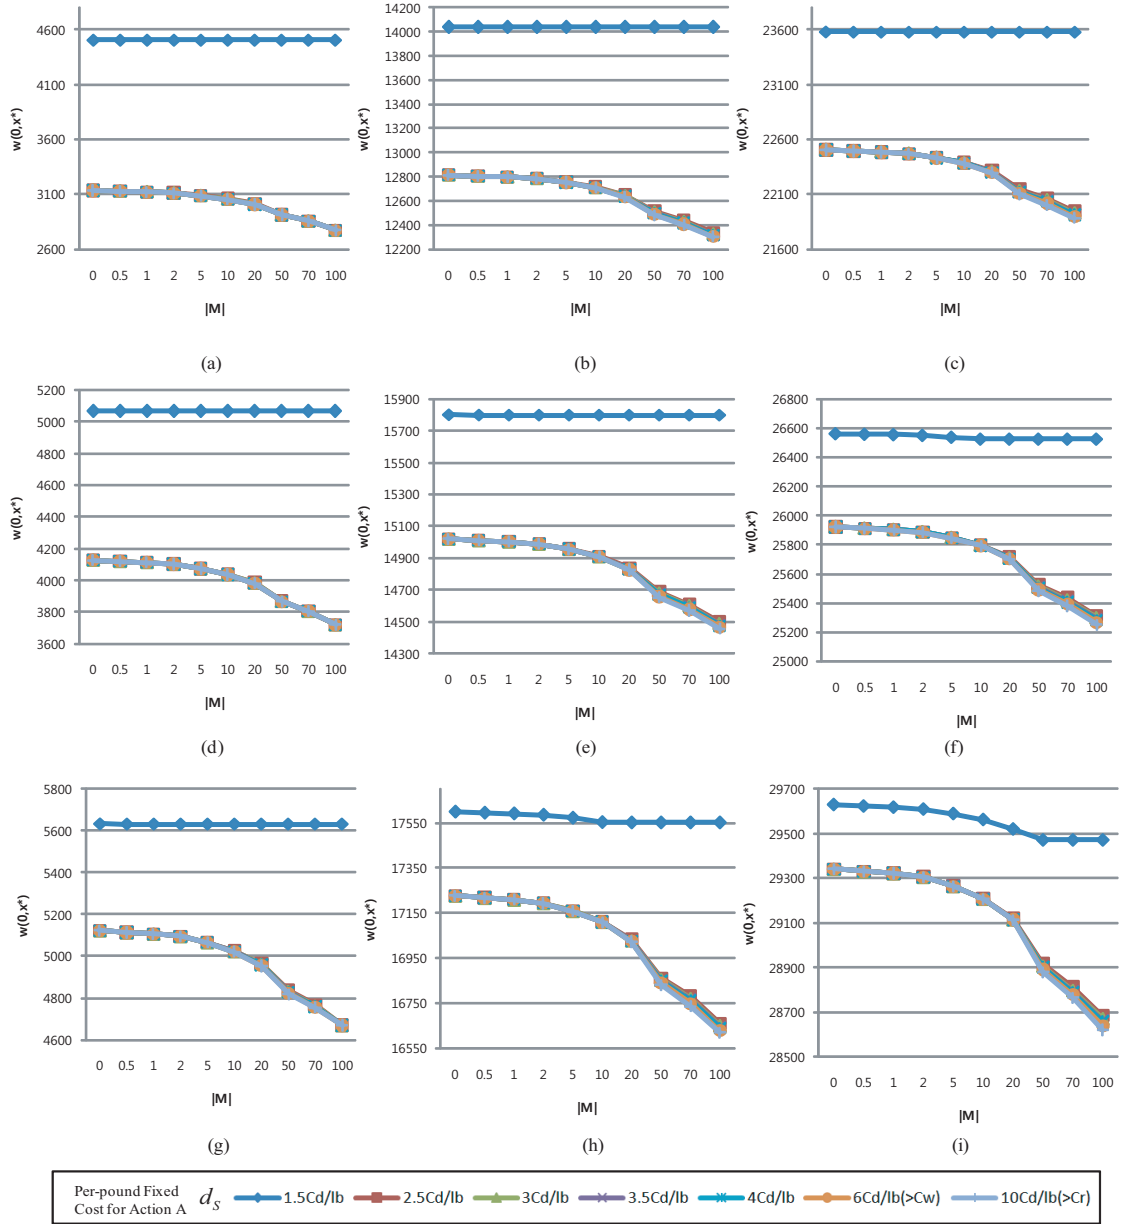 w(0,x*)
4600
4100
3600
3100
2600
0 0.5 1 2 5 10 20 50 70 100
|M|
(a)
w(0,x*)
14200
14000
13800
13600
13400
13200
13000
12800
12600
12400
12200
0 0.5 1 2 5 10 20 50 70 100
|M|
(b)
w(0,x*)
23600
23100
22600
22100
21600
0 0.5 1 2 5 10 20 50 70 100
|M|
(c)
w(0,x*)
5200
5000
4800
4600
4400
4200
4000
3800
3600
0 0.5 1 2 5 10 20 50 70 100
|M|
(d)
w(0,x*)
15900
15700
15500
15300
15100
14900
14700
14500
14300
0 0.5 1 2 5 10 20 50 70 100
|M|
(e)
w(0,x*)
26800
26600
26400
26200
26000
25800
25600
25400
25200
25000
0 0.5 1 2 5 10 20 50 70 100
|M|
(f)
w(0,x*)
5800
5600
5400
5200
5000
4800
4600
0 0.5 1 2 5 10 20 50 70 100
|M|
(g)
w(0,x*)
17550
17350
17150
16950
16750
16550
0 0.5 1 2 5 10 20 50 70 100
|M|
(h)
w(0,x*)
29700
29500
29300
29100
28900
28700
28500
0 0.5 1 2 5 10 20 50 70 100
|M|
(i)
Per-pound Fixed
Cost for Action A
d_S
1.5Cd/lb 2.5Cd/lb 3Cd/lb 3.5Cd/lb 4Cd/lb 6Cd/lb(>Cw) 10Cd/lb(>Cr)